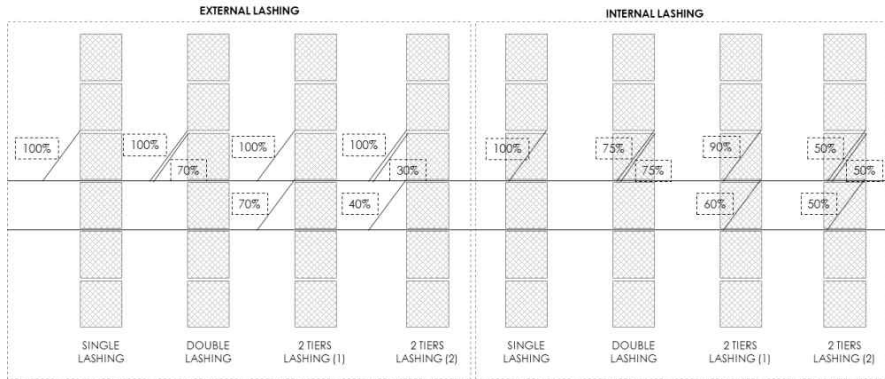 EXTERNAL LASHING
INTERNAL LASHING
100%
100%
70%
100%
70%
100%
30%
40%
100%
75%
75%
90%
60%
50%
50%
50%
SINGLE
LASHING
DOUBLE
LASHING
2 TIERS
LASHING (1)
2 TIERS
LASHING (2)
SINGLE
LASHING
DOUBLE
LASHING
2 TIERS
LASHING (1)
2 TIERS
LASHING (2)